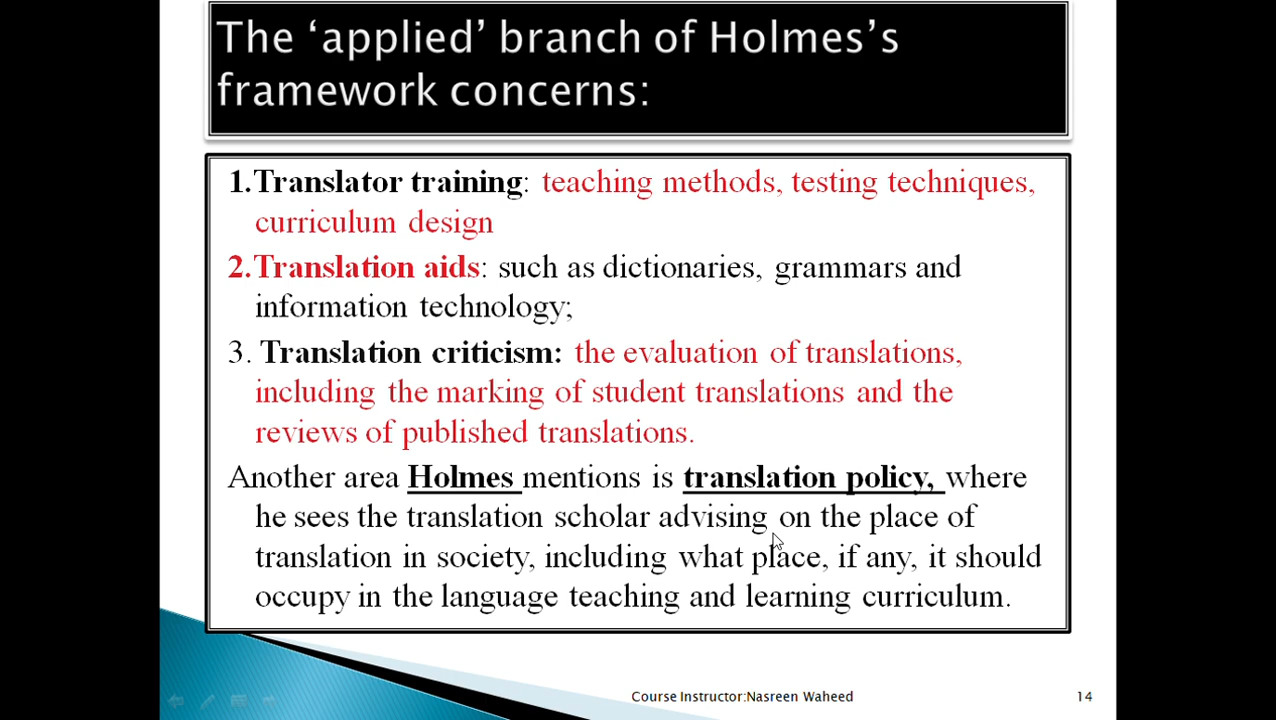 The ‘applied’ branch of Holmes’s
framework concerns:
1.Translator training: teaching methods, testing techniques,
curriculum design
2.Translation aids: such as dictionaries, grammars and
information technology;
3. Translation criticism: the evaluation of translations,
including the marking of student translations and the
reviews of published translations.
Another area Holmes mentions is translation policy, where
he sees the translation scholar advising on the place of
translation in society, including what place, if any, it should
occupy in the language teaching and learning curriculum.
Course Instructor:Nasreen Waheed
14